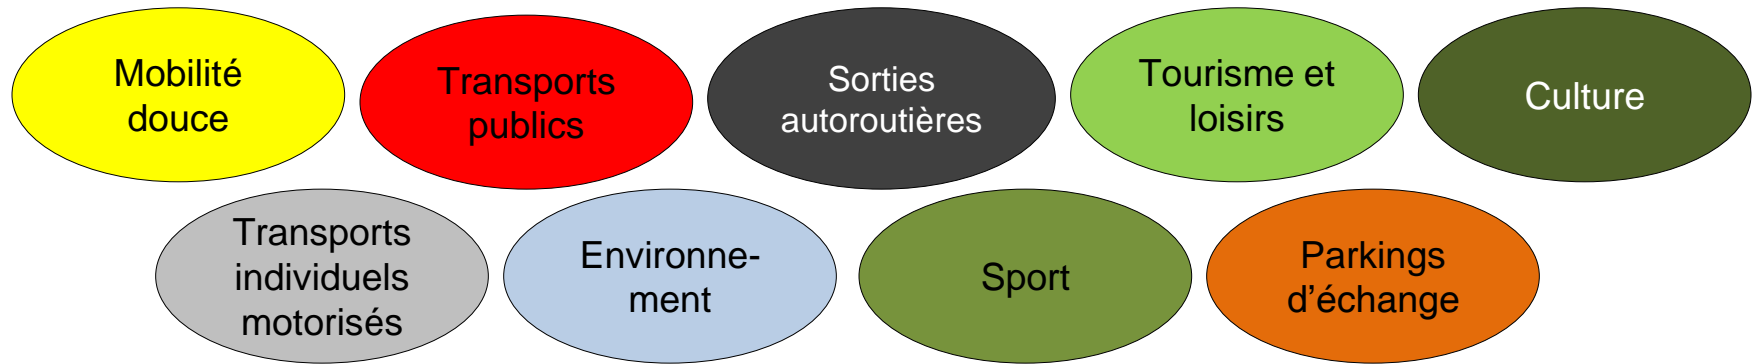 Mobilité
douce
Transports
publics
Sorties
autoroutières
Tourisme et
loisirs
Culture
Transports
individuels
motorisés
Environne-
ment
Sport
Parkings
d’échange